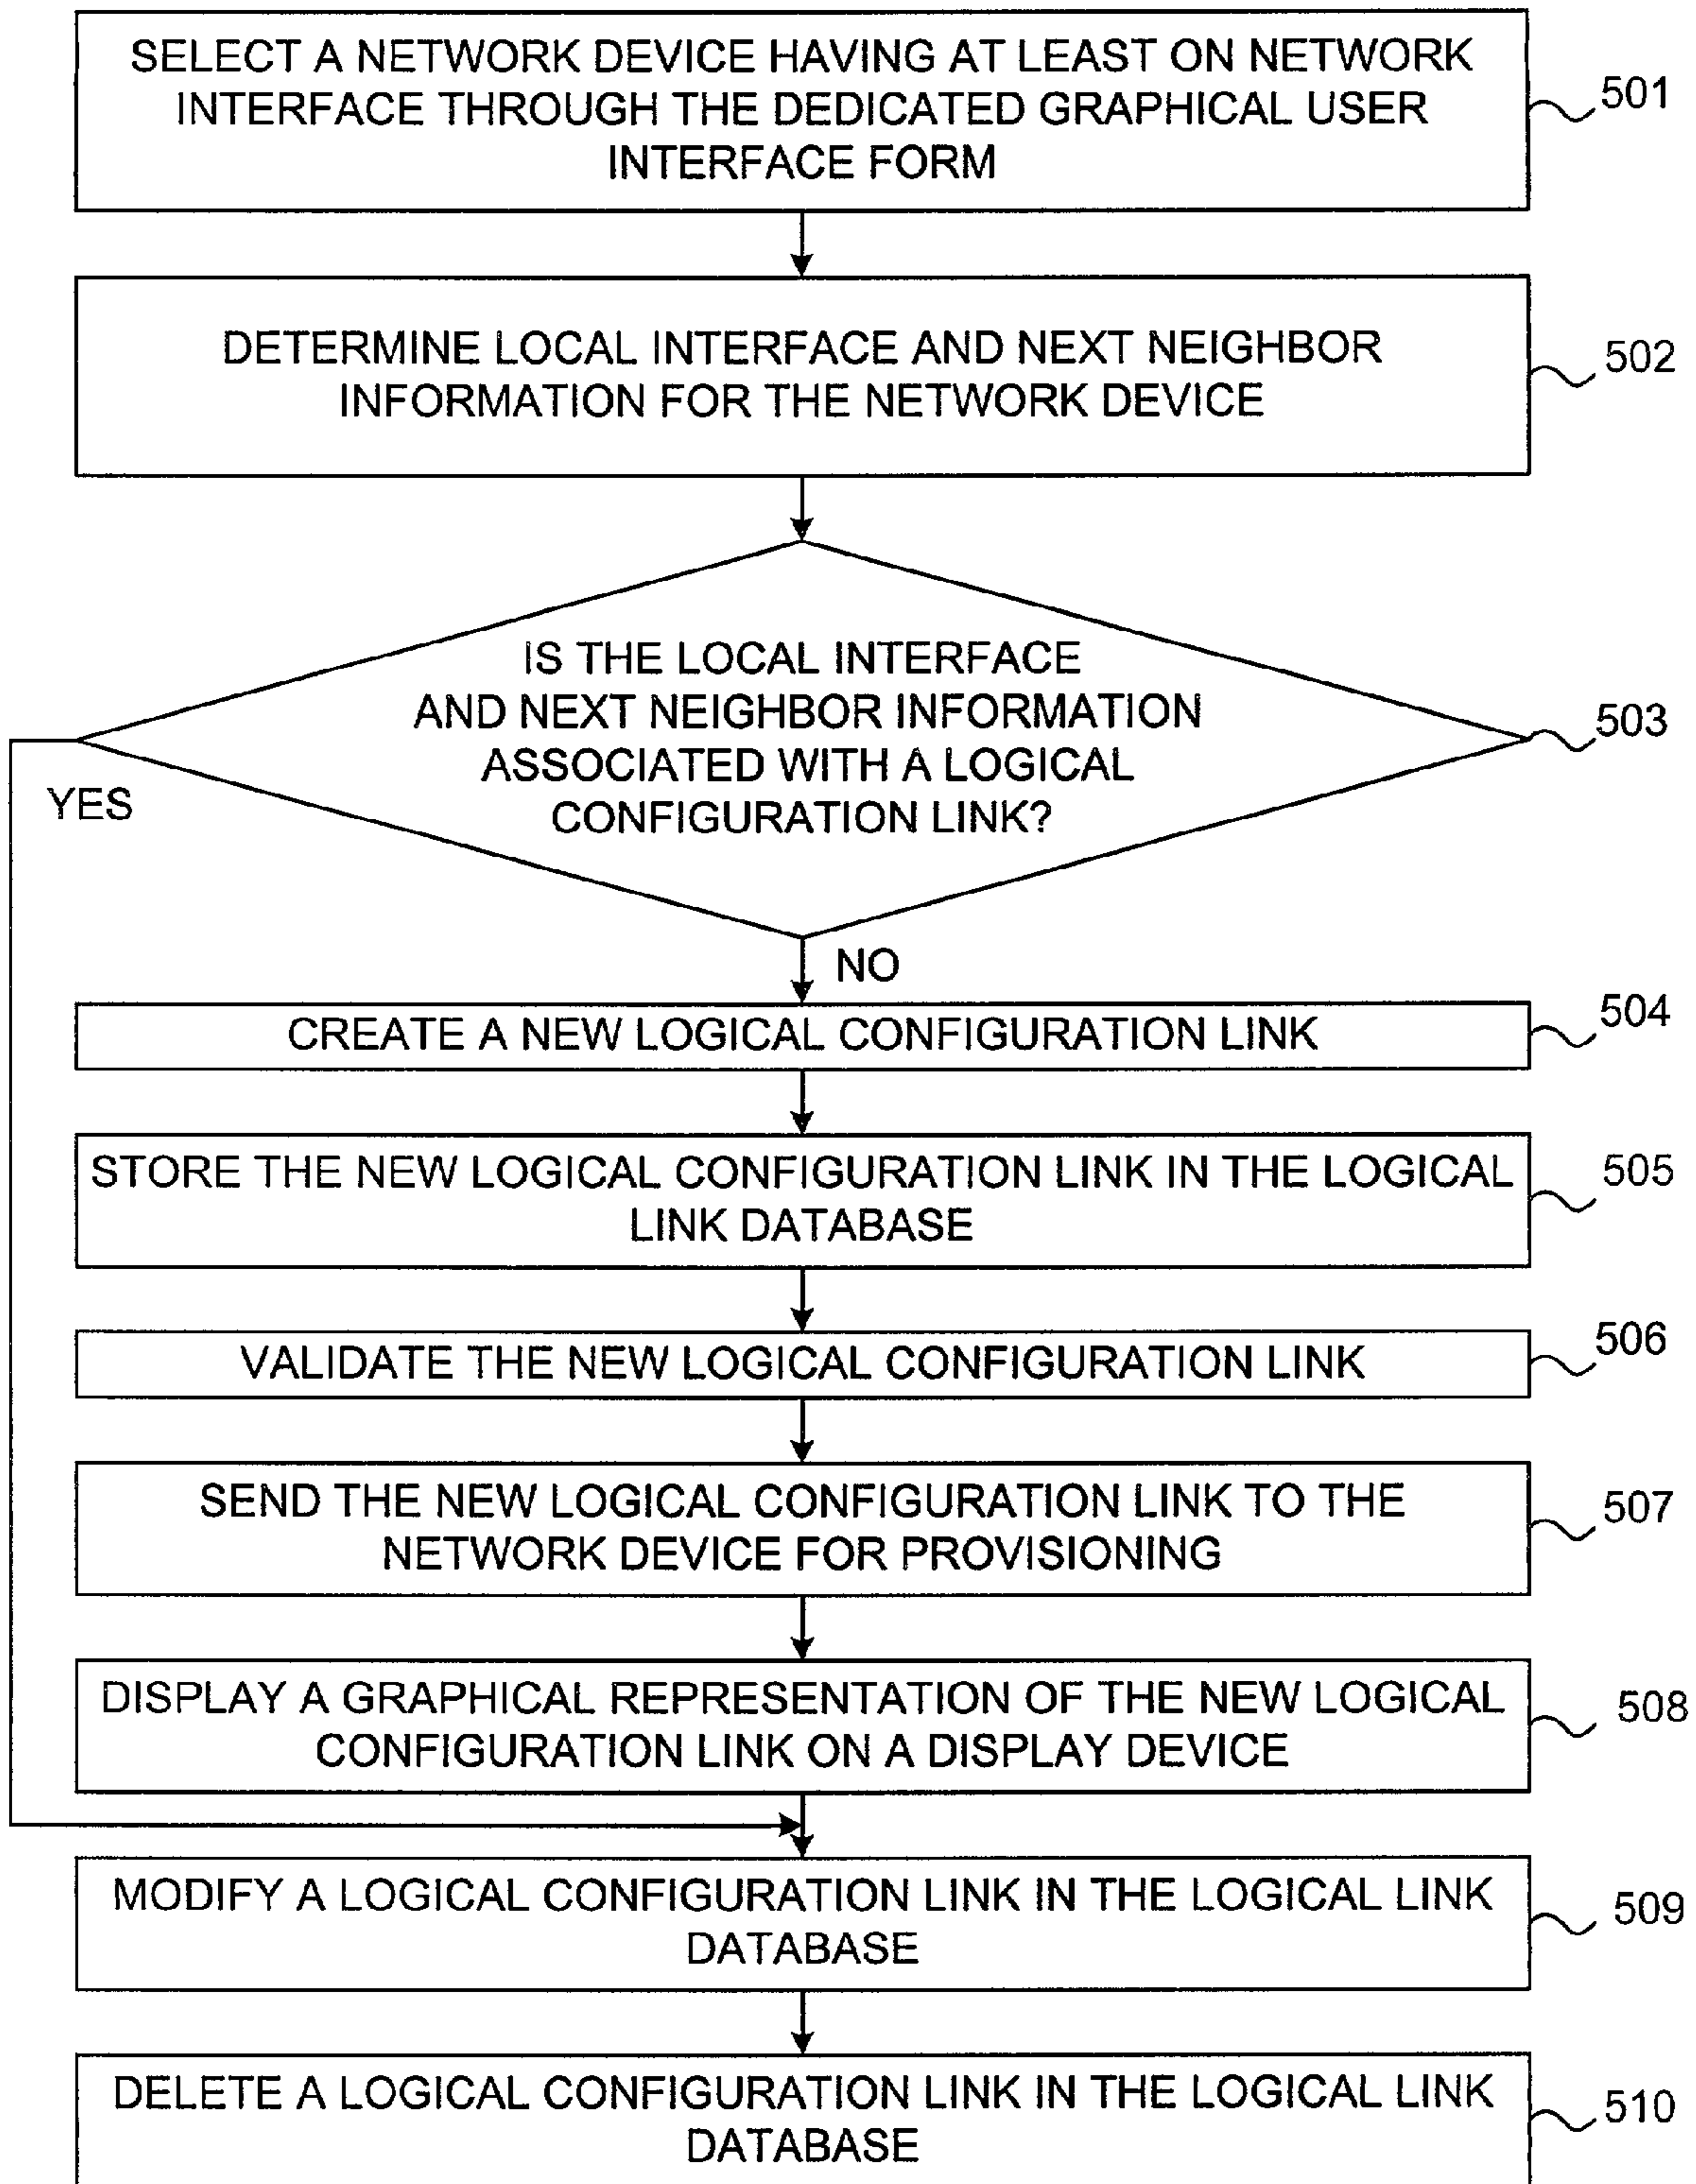 SELECT A NETWORK DEVICE HAVING AT LEAST ON NETWORK
INTERFACE THROUGH THE DEDICATED GRAPHICAL USER
INTERFACE FORM
501
DETERMINE LOCAL INTERFACE AND NEXT NEIGHBOR
INFORMATION FOR THE NETWORK DEVICE
502
IS THE LOCAL INTERFACE
AND NEXT NEIGHBOR INFORMATION
ASSOCIATED WITH A LOGICAL
CONFIGURATION LINK?
503
YES
NO
CREATE A NEW LOGICAL CONFIGURATION LINK
504
STORE THE NEW LOGICAL CONFIGURATION LINK IN THE LOGICAL
LINK DATABASE
505
VALIDATE THE NEW LOGICAL CONFIGURATION LINK
506
SEND THE NEW LOGICAL CONFIGURATION LINK TO THE
NETWORK DEVICE FOR PROVISIONING
507
DISPLAY A GRAPHICAL REPRESENTATION OF THE NEW LOGICAL
CONFIGURATION LINK ON A DISPLAY DEVICE
508
MODIFY A LOGICAL CONFIGURATION LINK IN THE LOGICAL LINK
DATABASE
509
DELETE A LOGICAL CONFIGURATION LINK IN THE LOGICAL LINK
DATABASE
510